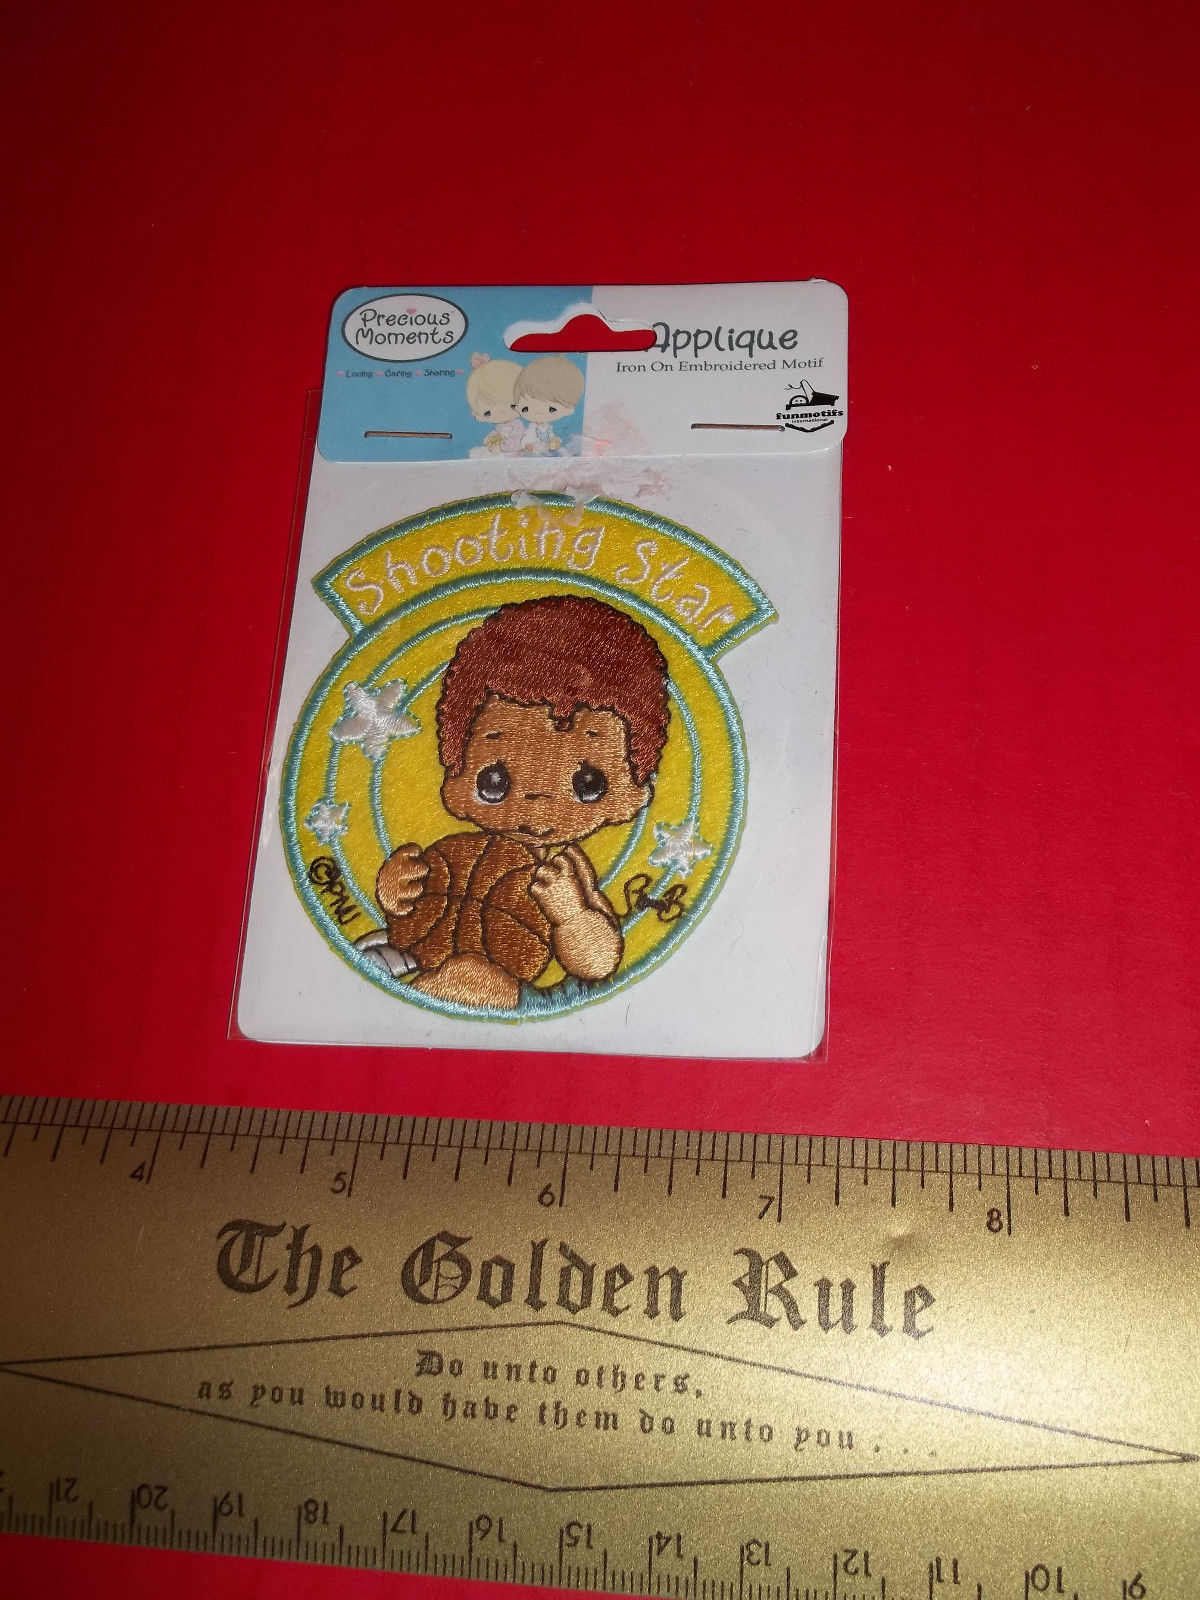 Precious
Moments
Loving Caring Sharing
Applique
Iron On Embroidered Motif
funmotifs
international
Shooting Star
©PMI
4 5 6 7 8
The Golden Rule
Do unto others,
as you would have them do unto you . . .
21 20 19 18 17 16 15 14 13 12 11 10 9